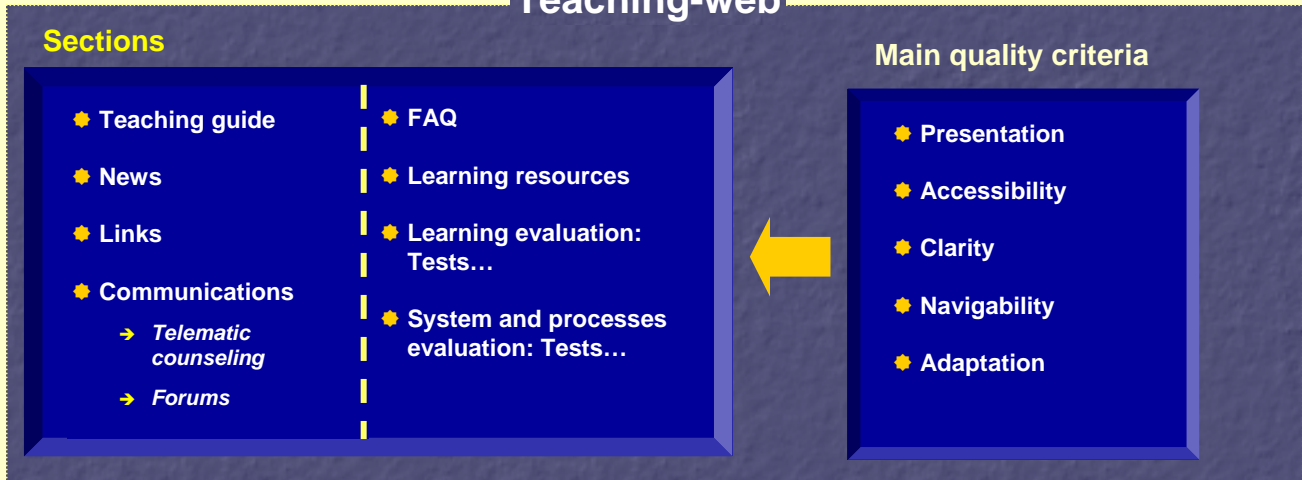 Teaching-web
Sections
Teaching guide
News
Links
Communications
Telematic
counseling
Forums
FAQ
Learning resources
Learning evaluation:
Tests…
System and processes
evaluation: Tests…
Main quality criteria
Presentation
Accessibility
Clarity
Navigability
Adaptation